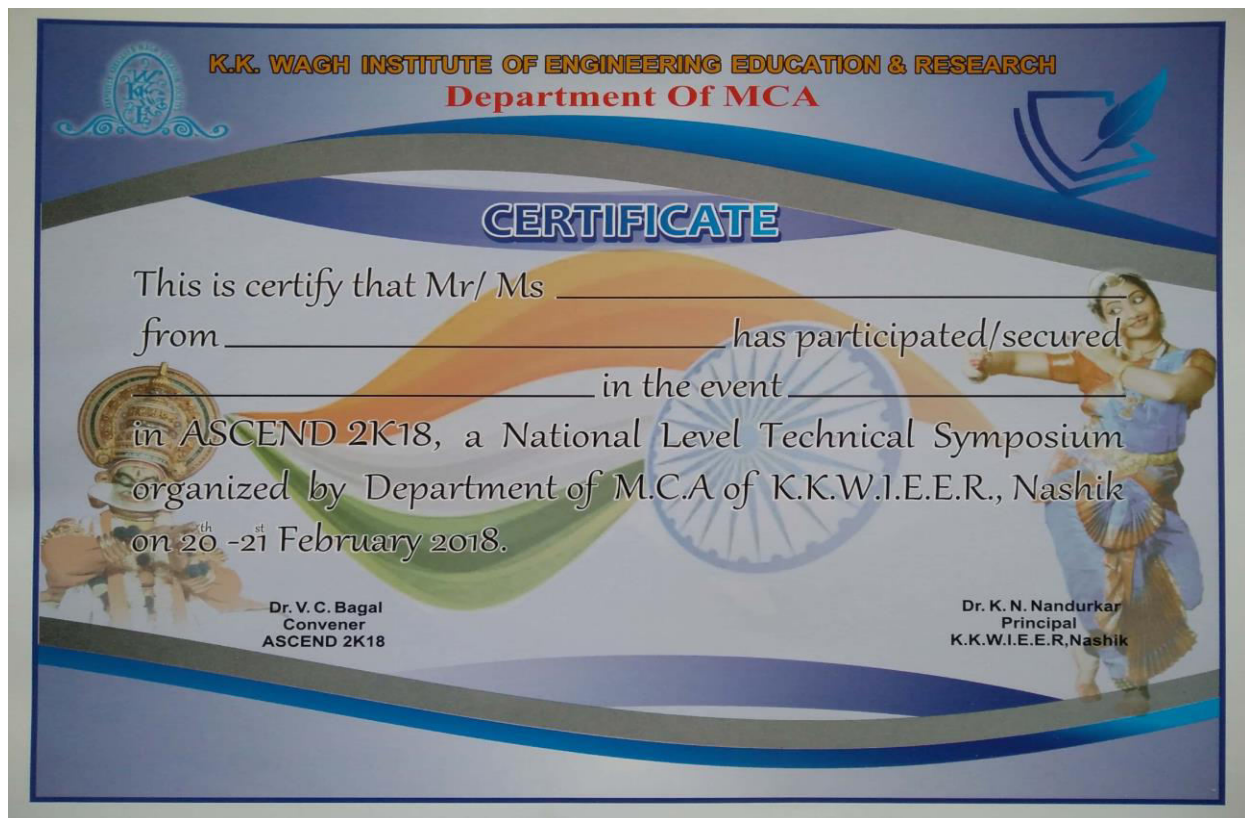 K.K. WAGH INSTITUTE OF ENGINEERING EDUCATION & RESEARCH
Department Of MCA
CERTIFICATE
This is certify that Mr/ Ms
from has participated/secured
in the event
in ASCEND 2K18, a National Level Technical Symposium
organized by Department of M.C.A of K.K.W.I.E.E.R., Nashik
on 20th -21st February 2018.
Dr. V. C. Bagal
Convener
ASCEND 2K18
Dr. K. N. Nandurkar
Principal
K.K.W.I.E.E.R,Nashik